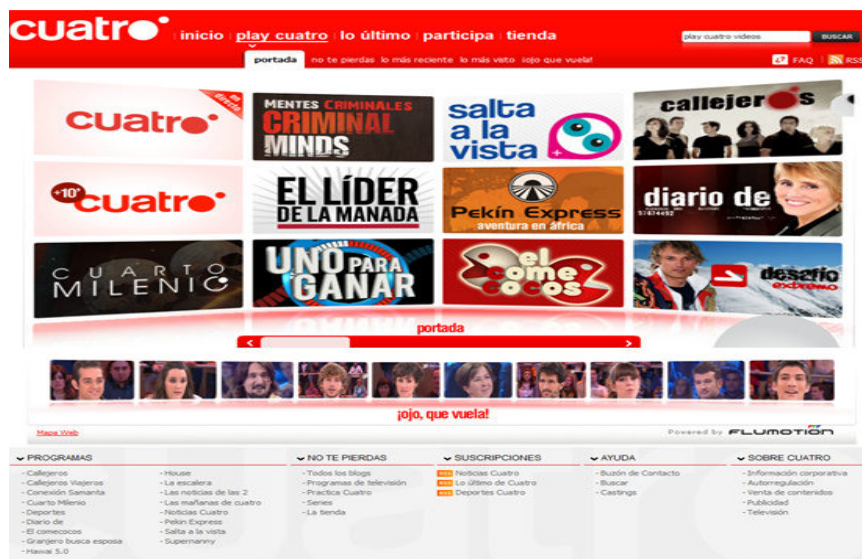 cuatro
inicio play cuatro lo último participa tienda
play cuatro videos BUSCAR
portada no te pierdas lo más reciente lo más visto ¡ojo que vuela!
FAQ RSS
cuatro en directo
MENTES CRIMINALES
CRIMINAL
MINDS
salta
a la
vista
callejeros
+10' cuatro
EL LÍDER
DE LA MANADA
Pekín Express
aventura en áfrica
diario de
CUARTO
MILENIO
UNO PARA
GANAR
el
come
cocos
desafío
extremo
portada
¡ojo, que vuela!
Mapa Web
Powered by FLUMOTION
PROGRAMAS
- Callejeros
- Callejeros Viajeros
- Conexión Samanta
- Cuarto Milenio
- Deportes
- Diario de
- El comecocos
- Granjero busca esposa
- Hawai 5.0
- House
- La escalera
- Las noticias de las 2
- Las mañanas de cuatro
- Noticias Cuatro
- Pekin Express
- Salta a la vista
- Supernanny
NO TE PIERDAS
- Todos los blogs
- Programas de televisión
- Practica Cuatro
- Series
- La tienda
SUSCRIPCIONES
RSS Noticias Cuatro
RSS Lo último de Cuatro
RSS Deportes Cuatro
AYUDA
- Buzón de Contacto
- Buscar
- Castings
SOBRE CUATRO
- Información corporativa
- Autorregulación
- Venta de contenidos
- Publicidad
- Televisión
cuatro